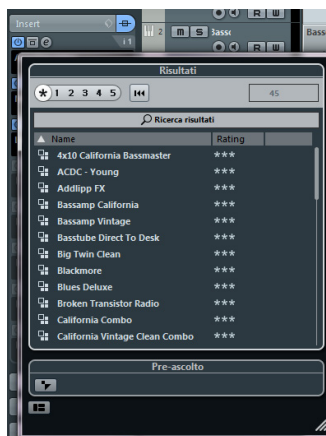 Insert
R W
i 1
2 M S Basso
Bass
R W
Risultati
* 1 2 3 4 5
45
Ricerca risultati
Name Rating
4x10 California Bassmaster ***
ACDC - Young ***
Addlipp FX ***
Bassamp California ***
Bassamp Vintage ***
Basstube Direct To Desk ***
Big Twin Clean ***
Blackmore ***
Blues Deluxe ***
Broken Transistor Radio ***
California Combo ***
California Vintage Clean Combo ***
Pre-ascolto